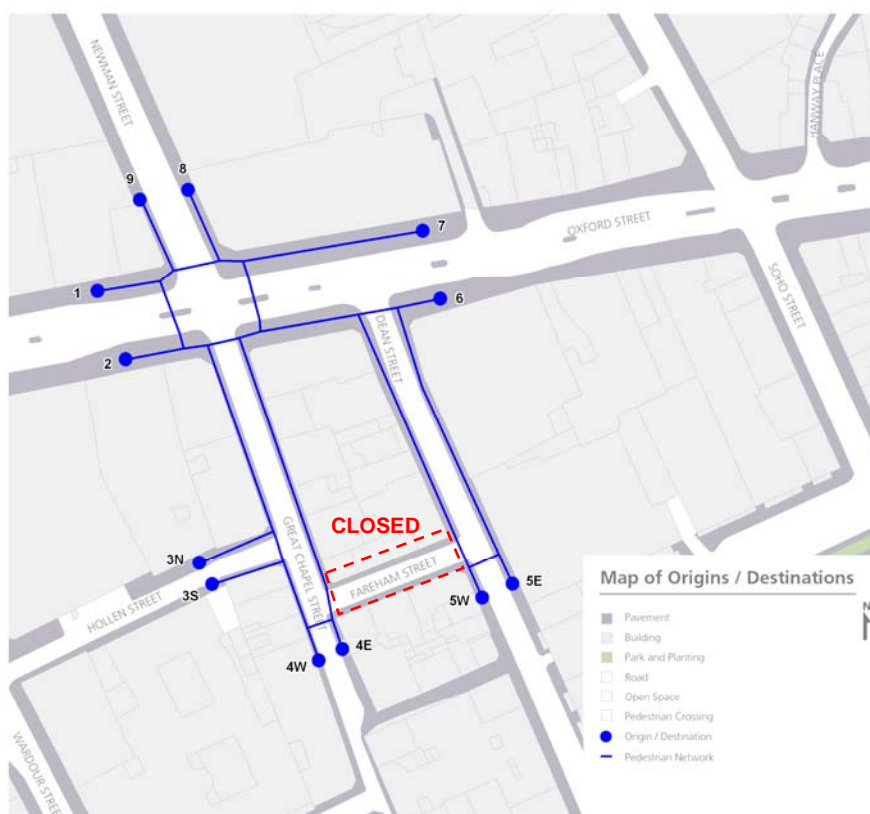 NEWMAN STREET
HANWAY PLACE
9
8
7
OXFORD STREET
1
6
SOHO STREET
2
DEAN STREET
CLOSED
3N
GREAT CHAPEL STREET
FAREHAM STREET
3S
HOLLEN STREET
5W
5E
4W
4E
WARDOUR STREET
Map of Origins / Destinations
N
Pavement
Building
Park and Planting
Road
Open Space
Pedestrian Crossing
Origin / Destination
Pedestrian Network